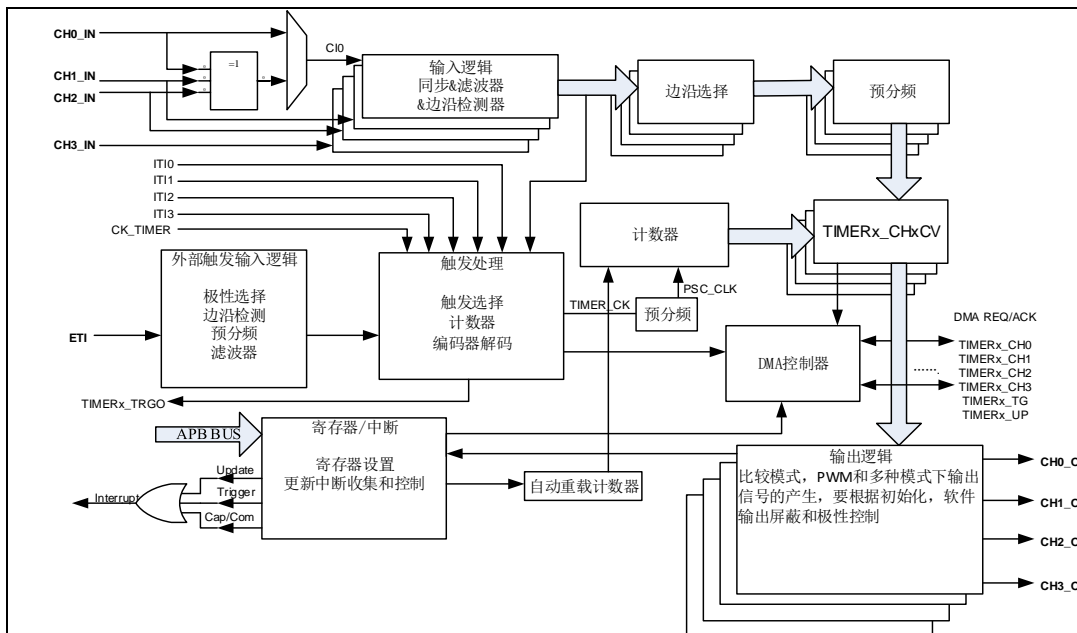 CH0_IN
CH1_IN
CH2_IN
CH3_IN
=1
CI0
输入逻辑
同步&滤波器
&边沿检测器
边沿选择
预分频
ITI0
ITI1
ITI2
ITI3
CK_TIMER
外部触发输入逻辑
极性选择
边沿检测
预分频
滤波器
ETI
触发处理
触发选择
计数器
编码器解码
TIMERx_TRGO
TIMER_CK
预分频
PSC_CLK
计数器
TIMERx_CHxCV
DMA控制器
DMA REQ/ACK
TIMERx_CH0
TIMERx_CH1
TIMERx_CH2
TIMERx_CH3
TIMERx_TG
TIMERx_UP
.......
APB BUS
寄存器/中断
寄存器设置
更新中断收集和控制
Update
Trigger
Cap/Com
Interrupt
自动重载计数器
输出逻辑
比较模式，PWM和多种模式下输出
信号的产生，要根据初始化，软件
输出屏蔽和极性控制
CH0_O
CH1_O
CH2_O
CH3_O